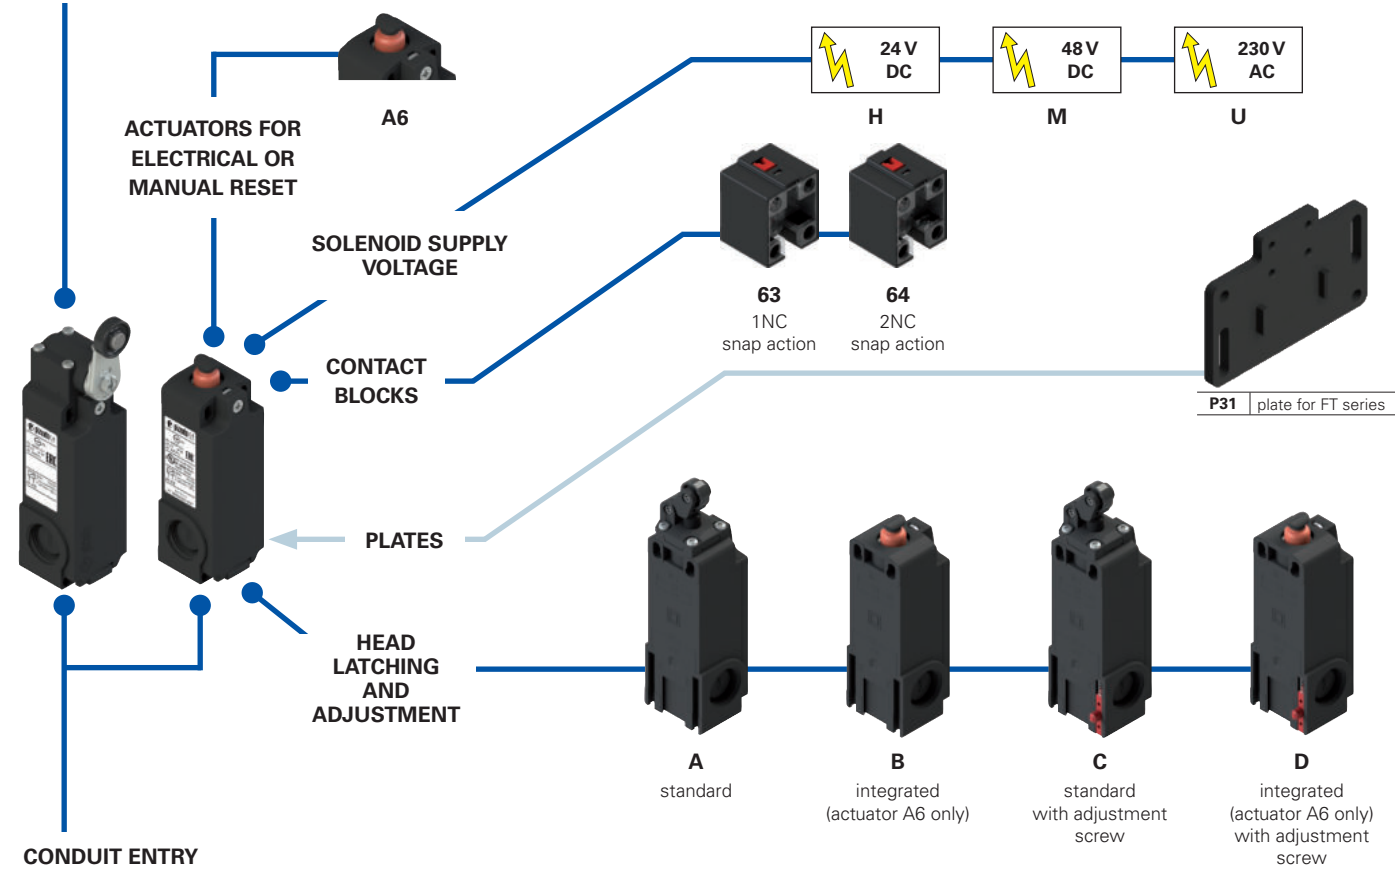 24 V
DC
H
48 V
DC
M
230 V
AC
U
A6
ACTUATORS FOR
ELECTRICAL OR
MANUAL RESET
SOLENOID SUPPLY
VOLTAGE
63
1NC
snap action
64
2NC
snap action
CONTACT
BLOCKS
P31 plate for FT series
PLATES
HEAD
LATCHING
AND
ADJUSTMENT
A
standard
B
integrated
(actuator A6 only)
C
standard
with adjustment
screw
D
integrated
(actuator A6 only)
with adjustment
screw
CONDUIT ENTRY